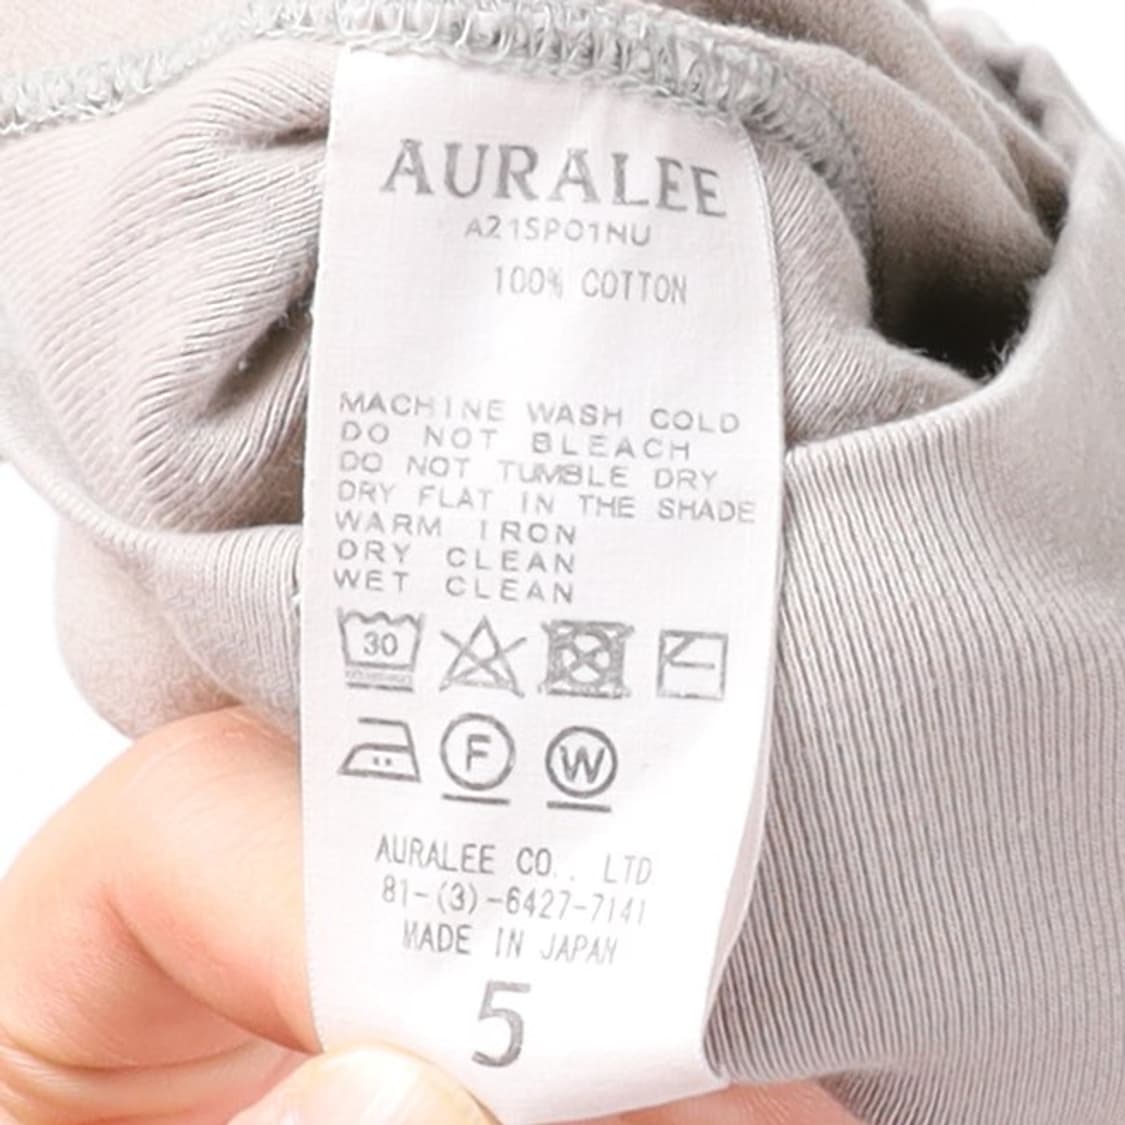 AURALEE
A21SP01NU
100% COTTON
MACHINE WASH COLD
DO NOT BLEACH
DO NOT TUMBLE DRY
DRY FLAT IN THE SHADE
WARM IRON
DRY CLEAN
WET CLEAN
30
F W
AURALEE CO., LTD
81-(3)-6427-7141
MADE IN JAPAN
5